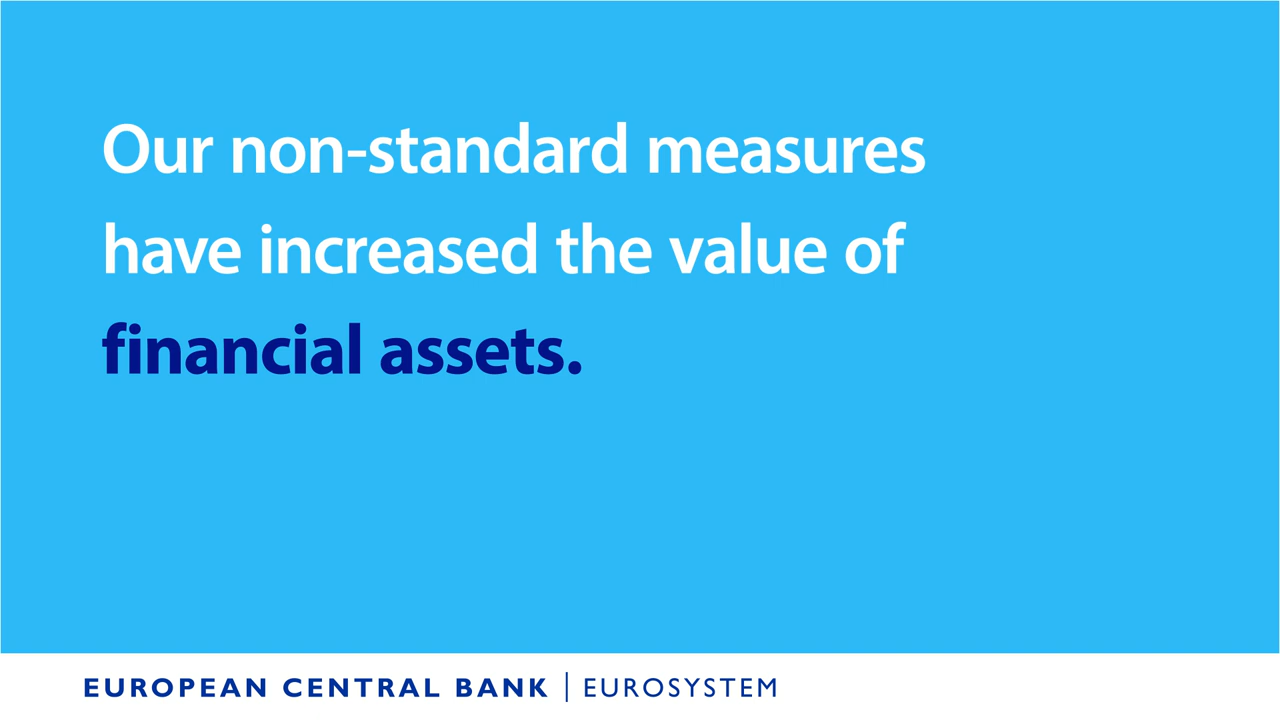 Our non-standard measures
have increased the value of
financial assets.
EUROPEAN CENTRAL BANK | EUROSYSTEM